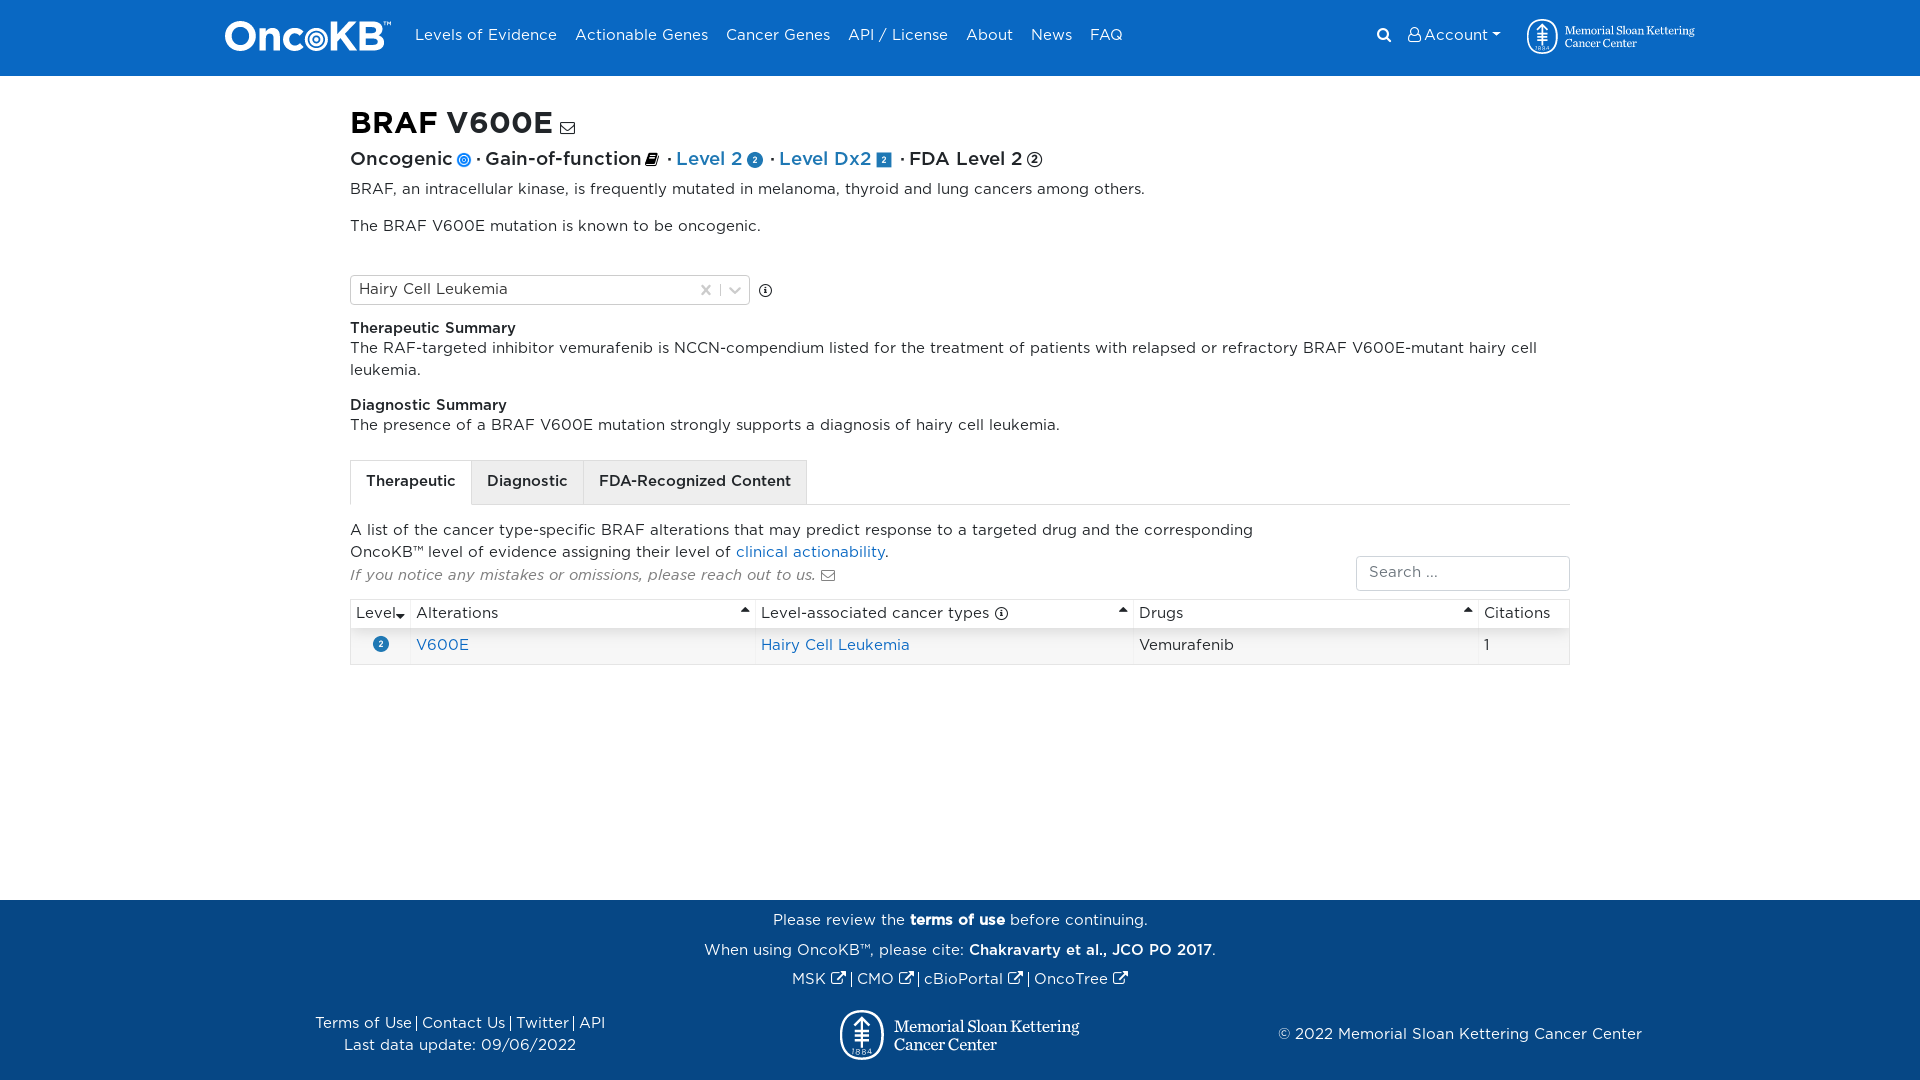 OncoKB™ Levels of Evidence Actionable Genes Cancer Genes API / License About News FAQ Account 1884 Memorial Sloan Kettering
Cancer Center
BRAF V600E
Oncogenic · Gain-of-function · Level 2 2 · Level Dx2 2 · FDA Level 2 2
BRAF, an intracellular kinase, is frequently mutated in melanoma, thyroid and lung cancers among others.
The BRAF V600E mutation is known to be oncogenic.
Hairy Cell Leukemia
Therapeutic Summary
The RAF-targeted inhibitor vemurafenib is NCCN-compendium listed for the treatment of patients with relapsed or refractory BRAF V600E-mutant hairy cell
leukemia.
Diagnostic Summary
The presence of a BRAF V600E mutation strongly supports a diagnosis of hairy cell leukemia.
Therapeutic Diagnostic FDA-Recognized Content
A list of the cancer type-specific BRAF alterations that may predict response to a targeted drug and the corresponding
OncoKB™ level of evidence assigning their level of clinical actionability.
If you notice any mistakes or omissions, please reach out to us.
Search ...
Level Alterations Level-associated cancer types Drugs Citations
2 V600E Hairy Cell Leukemia Vemurafenib 1
Please review the terms of use before continuing.
When using OncoKB™, please cite: Chakravarty et al., JCO PO 2017.
MSK | CMO | cBioPortal | OncoTree
Terms of Use | Contact Us | Twitter | API
Last data update: 09/06/2022
1884 Memorial Sloan Kettering
Cancer Center
© 2022 Memorial Sloan Kettering Cancer Center